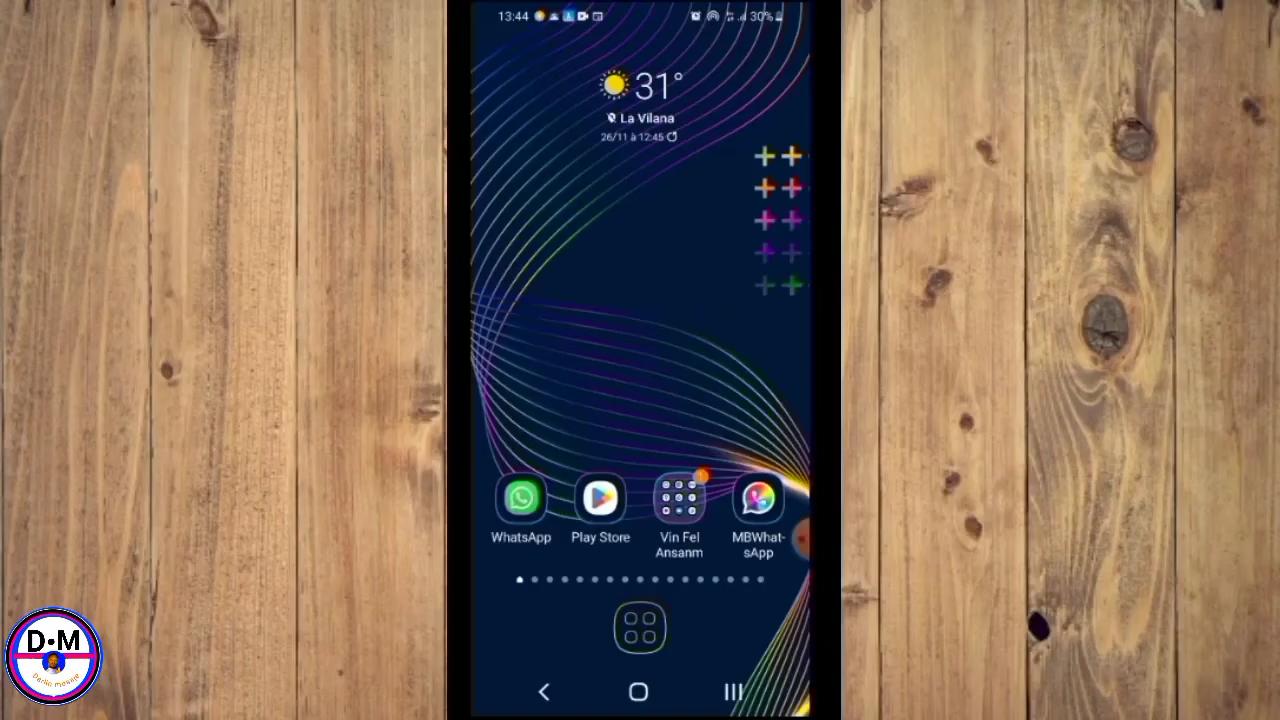 13:44
30%
31°
La Vilana
26/11 à 12:45
WhatsApp
Play Store
Vin Fel
Ansanm
MBWhat-
sApp
D•M